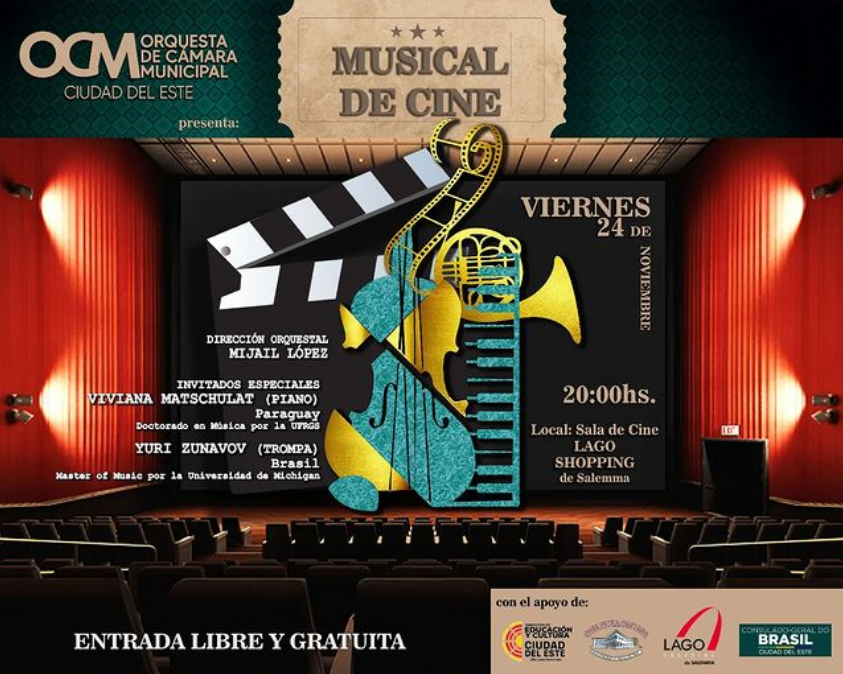 OCM ORQUESTA
DE CÁMARA
MUNICIPAL
CIUDAD DEL ESTE
presenta:
MUSICAL
DE CINE
VIERNES
24 DE
NOVIEMBRE
DIRECCIÓN ORQUESTAL
MIJAIL LÓPEZ
INVITADOS ESPECIALES
VIVIANA MATSCHULAT (PIANO)
Paraguay
Doctorado en Música por la UFRGS
YURI ZUNAVOV (TROMPA)
Brasil
Master of Music por la Universidad de Michigan
20:00hs.
Local: Sala de Cine
LAGO
SHOPPING
de Salemma
ENTRADA LIBRE Y GRATUITA
con el apoyo de:
EDUCACIÓN
Y CULTURA
CIUDAD
DEL ESTE
LAGO
SHOPPING
de SALEMMA
CONSULADO-GERAL DO
BRASIL
CIUDAD DEL ESTE